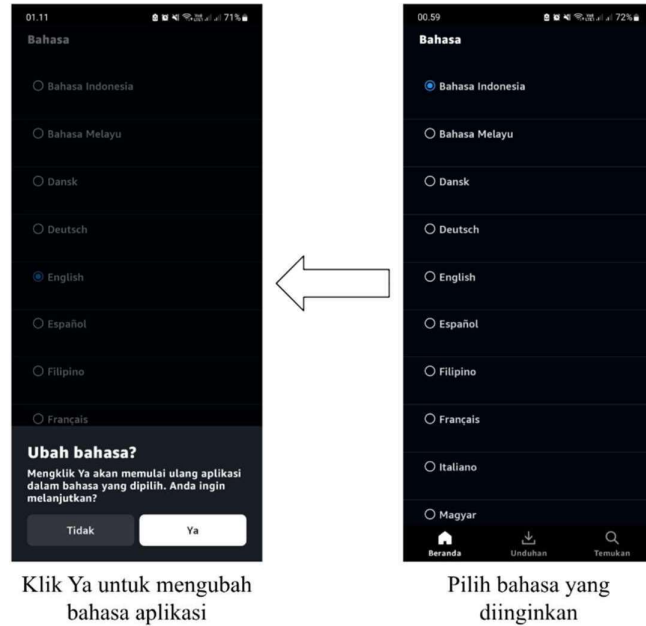 01.11 71%
Bahasa
Bahasa Indonesia
Bahasa Melayu
Dansk
Deutsch
English
Español
Filipino
Français
Ubah bahasa?
Mengklik Ya akan memulai ulang aplikasi
dalam bahasa yang dipilih. Anda ingin
melanjutkan?
Tidak Ya
Klik Ya untuk mengubah
bahasa aplikasi
00.59 72%
Bahasa
Bahasa Indonesia
Bahasa Melayu
Dansk
Deutsch
English
Español
Filipino
Français
Italiano
Magyar
Beranda Unduhan Temukan
Pilih bahasa yang
diinginkan